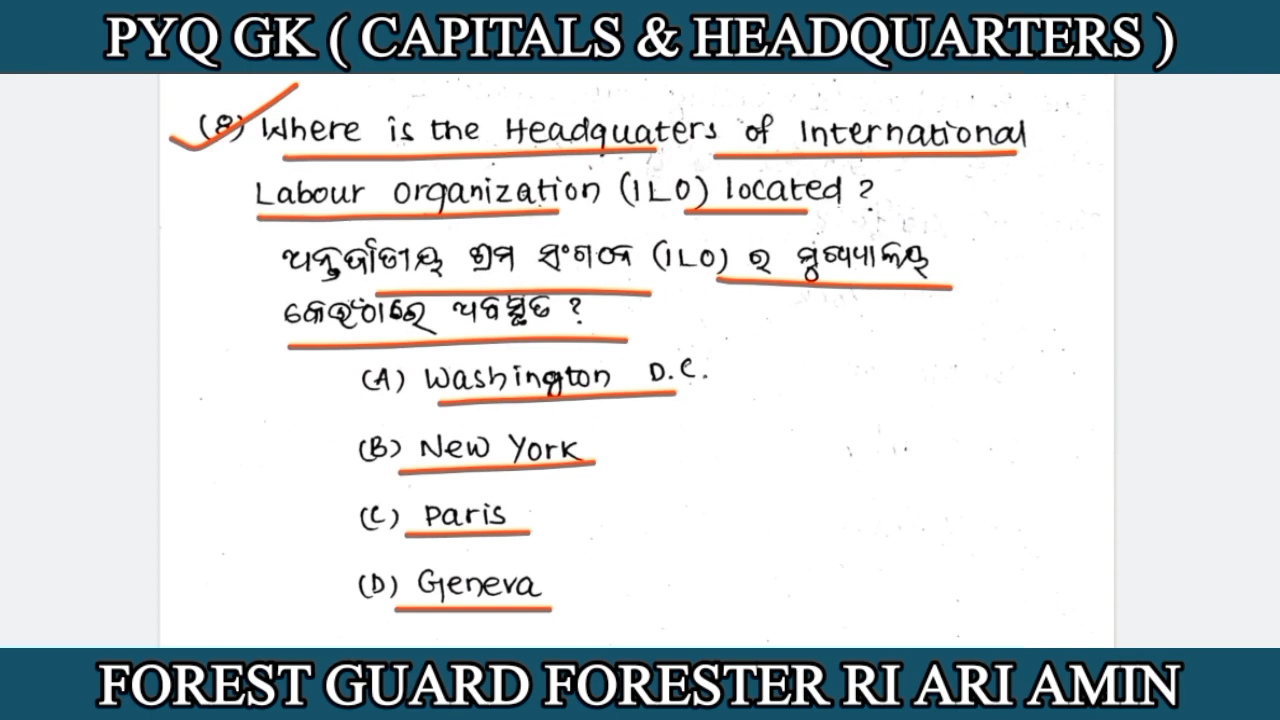 PYQ GK ( CAPITALS & HEADQUARTERS )
(8) Where is the Headquaters of International
Labour Organization (ILO) located ?
ଅନ୍ତର୍ଜାତୀୟ ଶ୍ରମ ସଂଗଠନ (ILO) ର ମୁଖ୍ୟାଳୟ
କେଉଁଠାରେ ଅବସ୍ଥିତ ?
(A) Washington D.C.
(B) New York
(C) Paris
(D) Geneva
FOREST GUARD FORESTER RI ARI AMIN